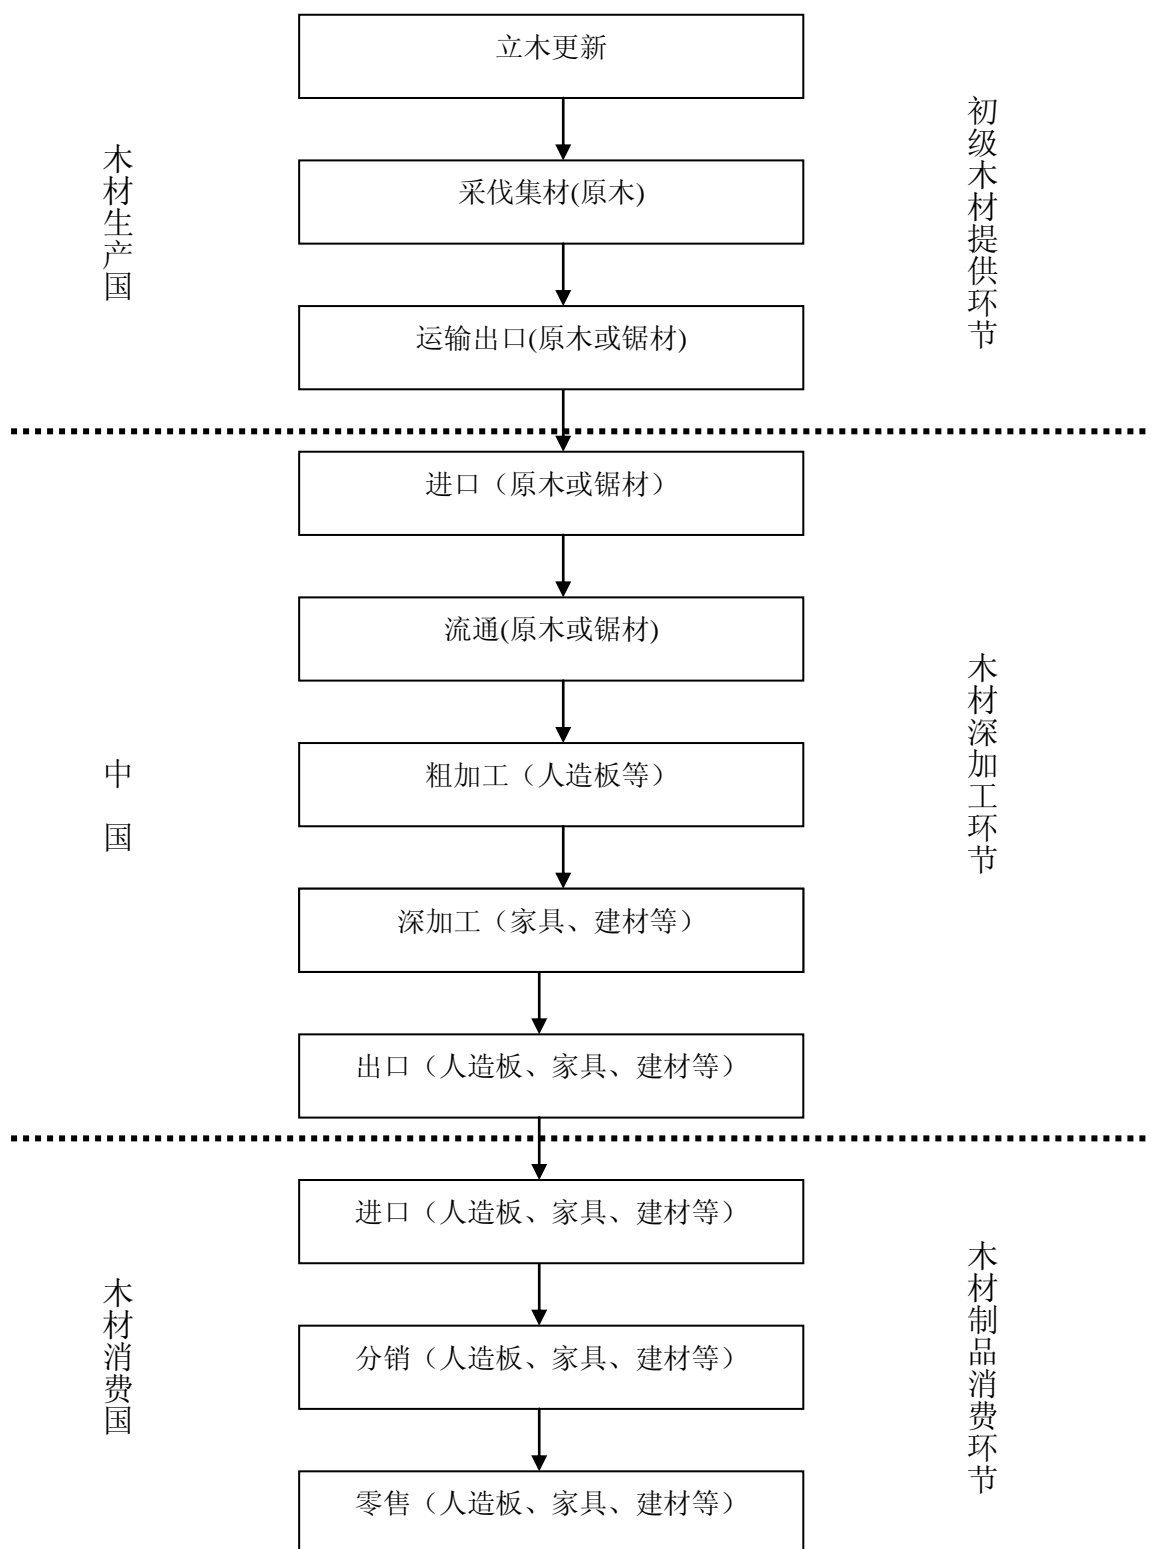 立木更新
初级木材提供环节
木材生产国
采伐集材(原木)
运输出口(原木或锯材)
进口（原木或锯材）
流通(原木或锯材)
木材深加工环节
中国
粗加工（人造板等）
深加工（家具、建材等）
出口（人造板、家具、建材等）
进口（人造板、家具、建材等）
木材制品消费环节
木材消费国
分销（人造板、家具、建材等）
零售（人造板、家具、建材等）